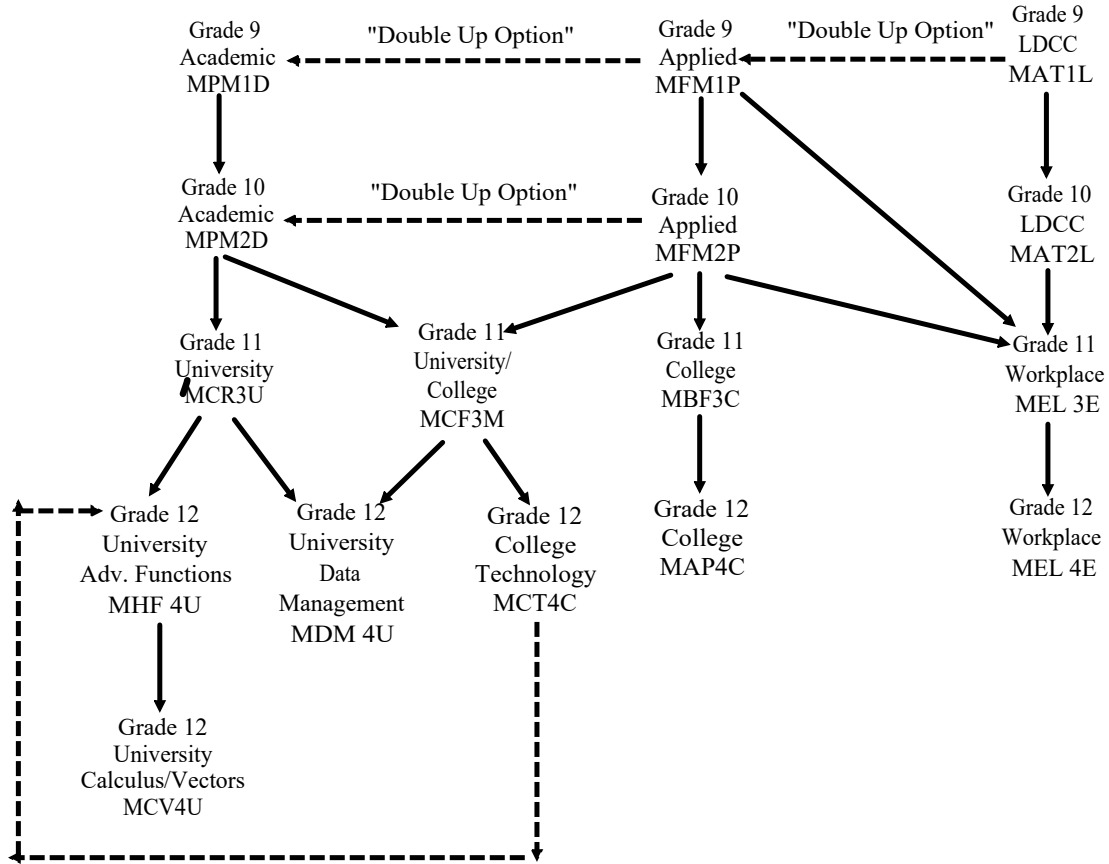 Grade 9
Academic
MPM1D
"Double Up Option"
Grade 9
Applied
MFM1P
"Double Up Option"
Grade 9
LDCC
MAT1L
Grade 10
Academic
MPM2D
"Double Up Option"
Grade 10
Applied
MFM2P
Grade 10
LDCC
MAT2L
Grade 11
University
MCR3U
Grade 11
University/
College
MCF3M
Grade 11
College
MBF3C
Grade 11
Workplace
MEL 3E
Grade 12
University
Adv. Functions
MHF 4U
Grade 12
University
Data
Management
MDM 4U
Grade 12
College
Technology
MCT4C
Grade 12
College
MAP4C
Grade 12
Workplace
MEL 4E
Grade 12
University
Calculus/Vectors
MCV4U